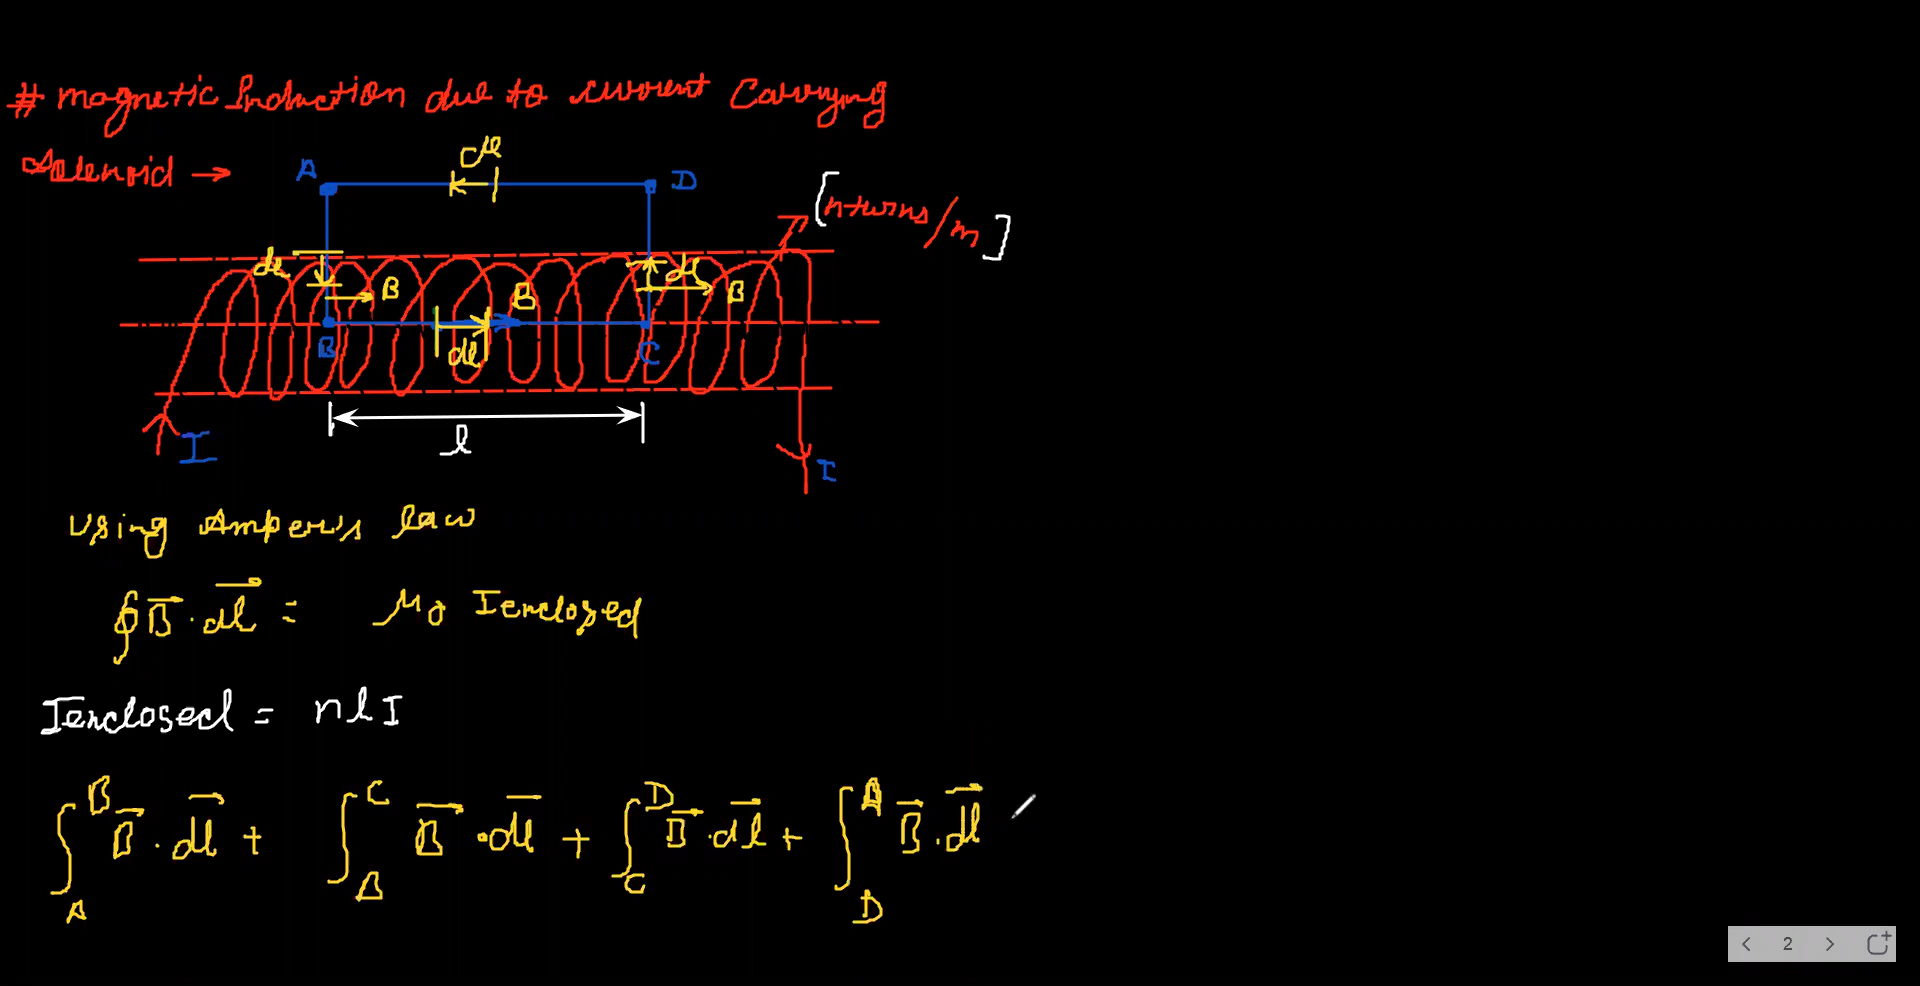 # magnetic Induction due to current Carrying
Solenoid →
A dl D
[n turns/m]
dl B B dl B
B dl C
l
I I
Using Amperes law
∮B⃗·dl⃗ = μ0 Ienclosed
Ienclosed = nlI
∫_A^B B⃗·dl⃗ + ∫_B^C B⃗·dl⃗ + ∫_C^D B⃗·dl⃗ + ∫_D^A B⃗·dl⃗
2